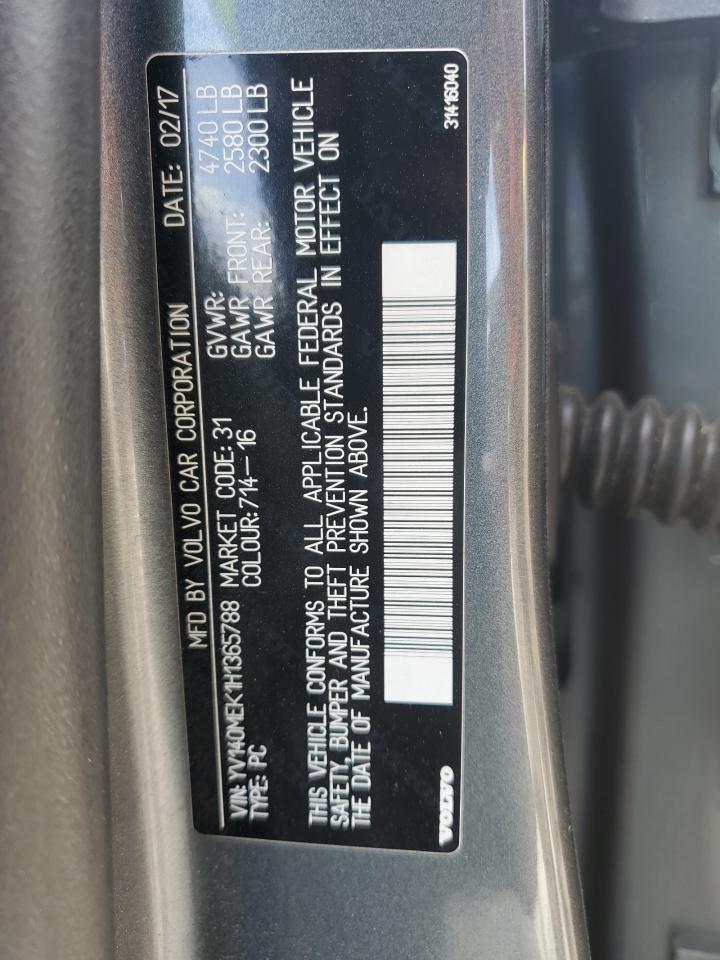 MFD BY VOLVO CAR CORPORATION DATE: 02/17
VIN: YV140MEK1H1365788 MARKET CODE: 31 GVWR: 4740 LB
TYPE: PC COLOUR: 714-16 GAWR FRONT: 2580 LB
GAWR REAR: 2300 LB
THIS VEHICLE CONFORMS TO ALL APPLICABLE FEDERAL MOTOR VEHICLE
SAFETY, BUMPER AND THEFT PREVENTION STANDARDS IN EFFECT ON
THE DATE OF MANUFACTURE SHOWN ABOVE.
VOLVO 31416040